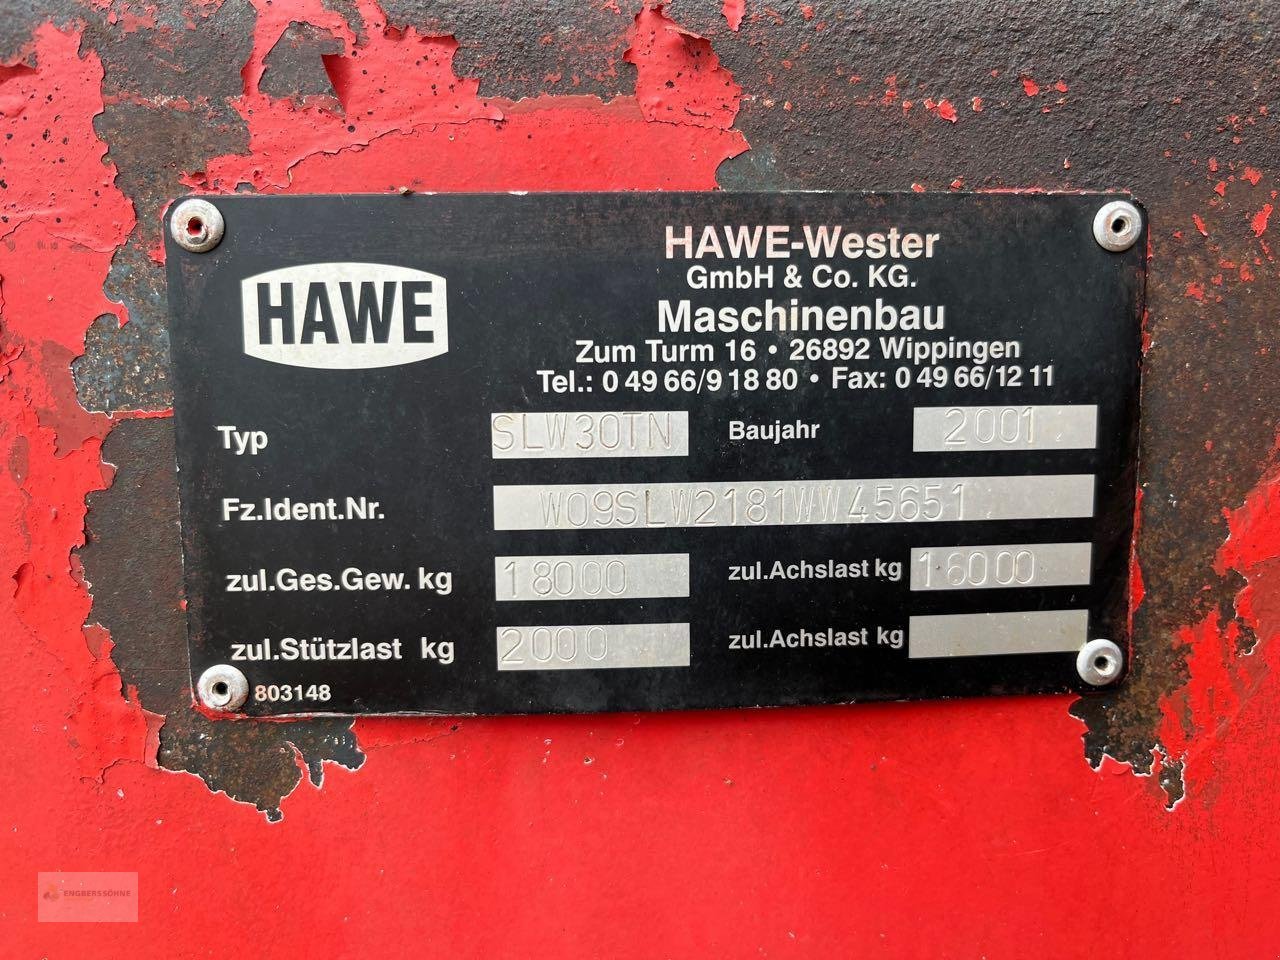 HAWE
HAWE-Wester
GmbH & Co. KG.
Maschinenbau
Zum Turm 16 • 26892 Wippingen
Tel.: 0 49 66/9 18 80 • Fax: 0 49 66/12 11
Typ SLW30TN Baujahr 2001
Fz.Ident.Nr. W09SLW2181WW45651
zul.Ges.Gew. kg 18000 zul.Achslast kg 16000
zul.Stützlast kg 2000 zul.Achslast kg
803148
ENGBERSSÖHNE